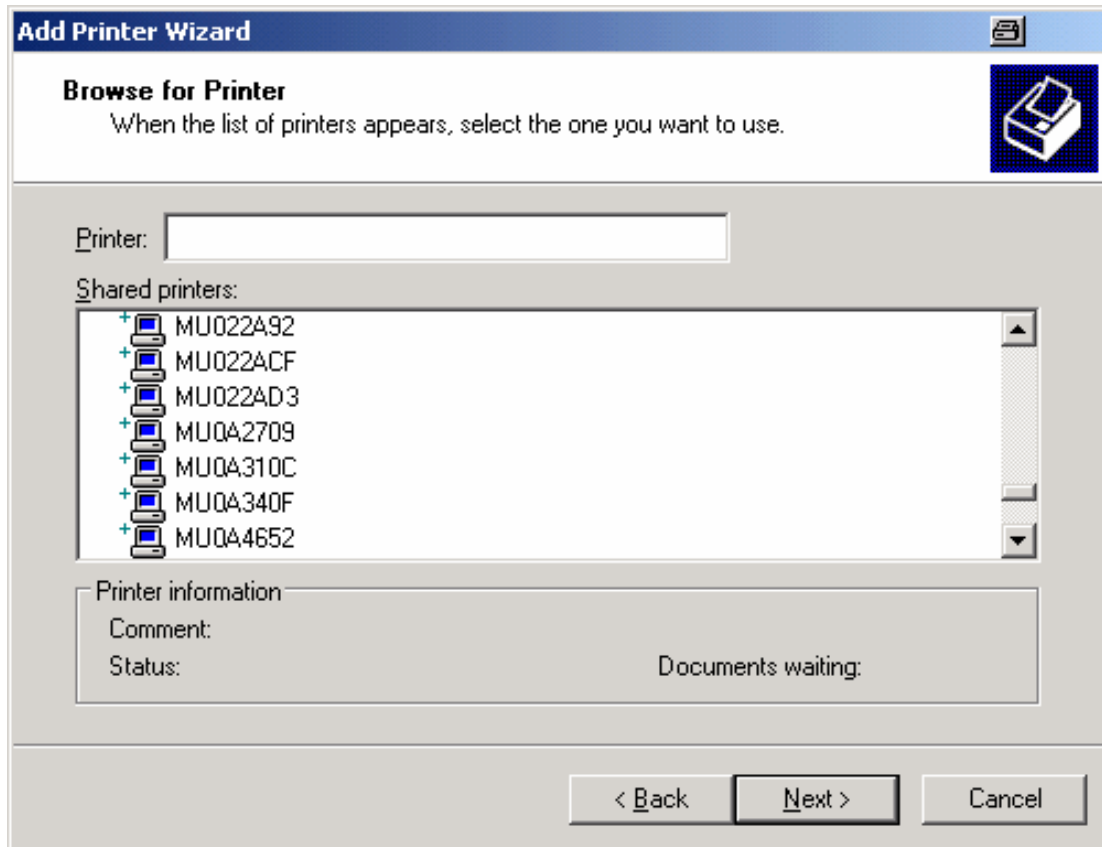 Add Printer Wizard
Browse for Printer
When the list of printers appears, select the one you want to use.
Printer:
Shared printers:
MU022A92
MU022ACF
MU022AD3
MU0A2709
MU0A310C
MU0A340F
MU0A4652
Printer information
Comment:
Status: Documents waiting:
< Back Next > Cancel